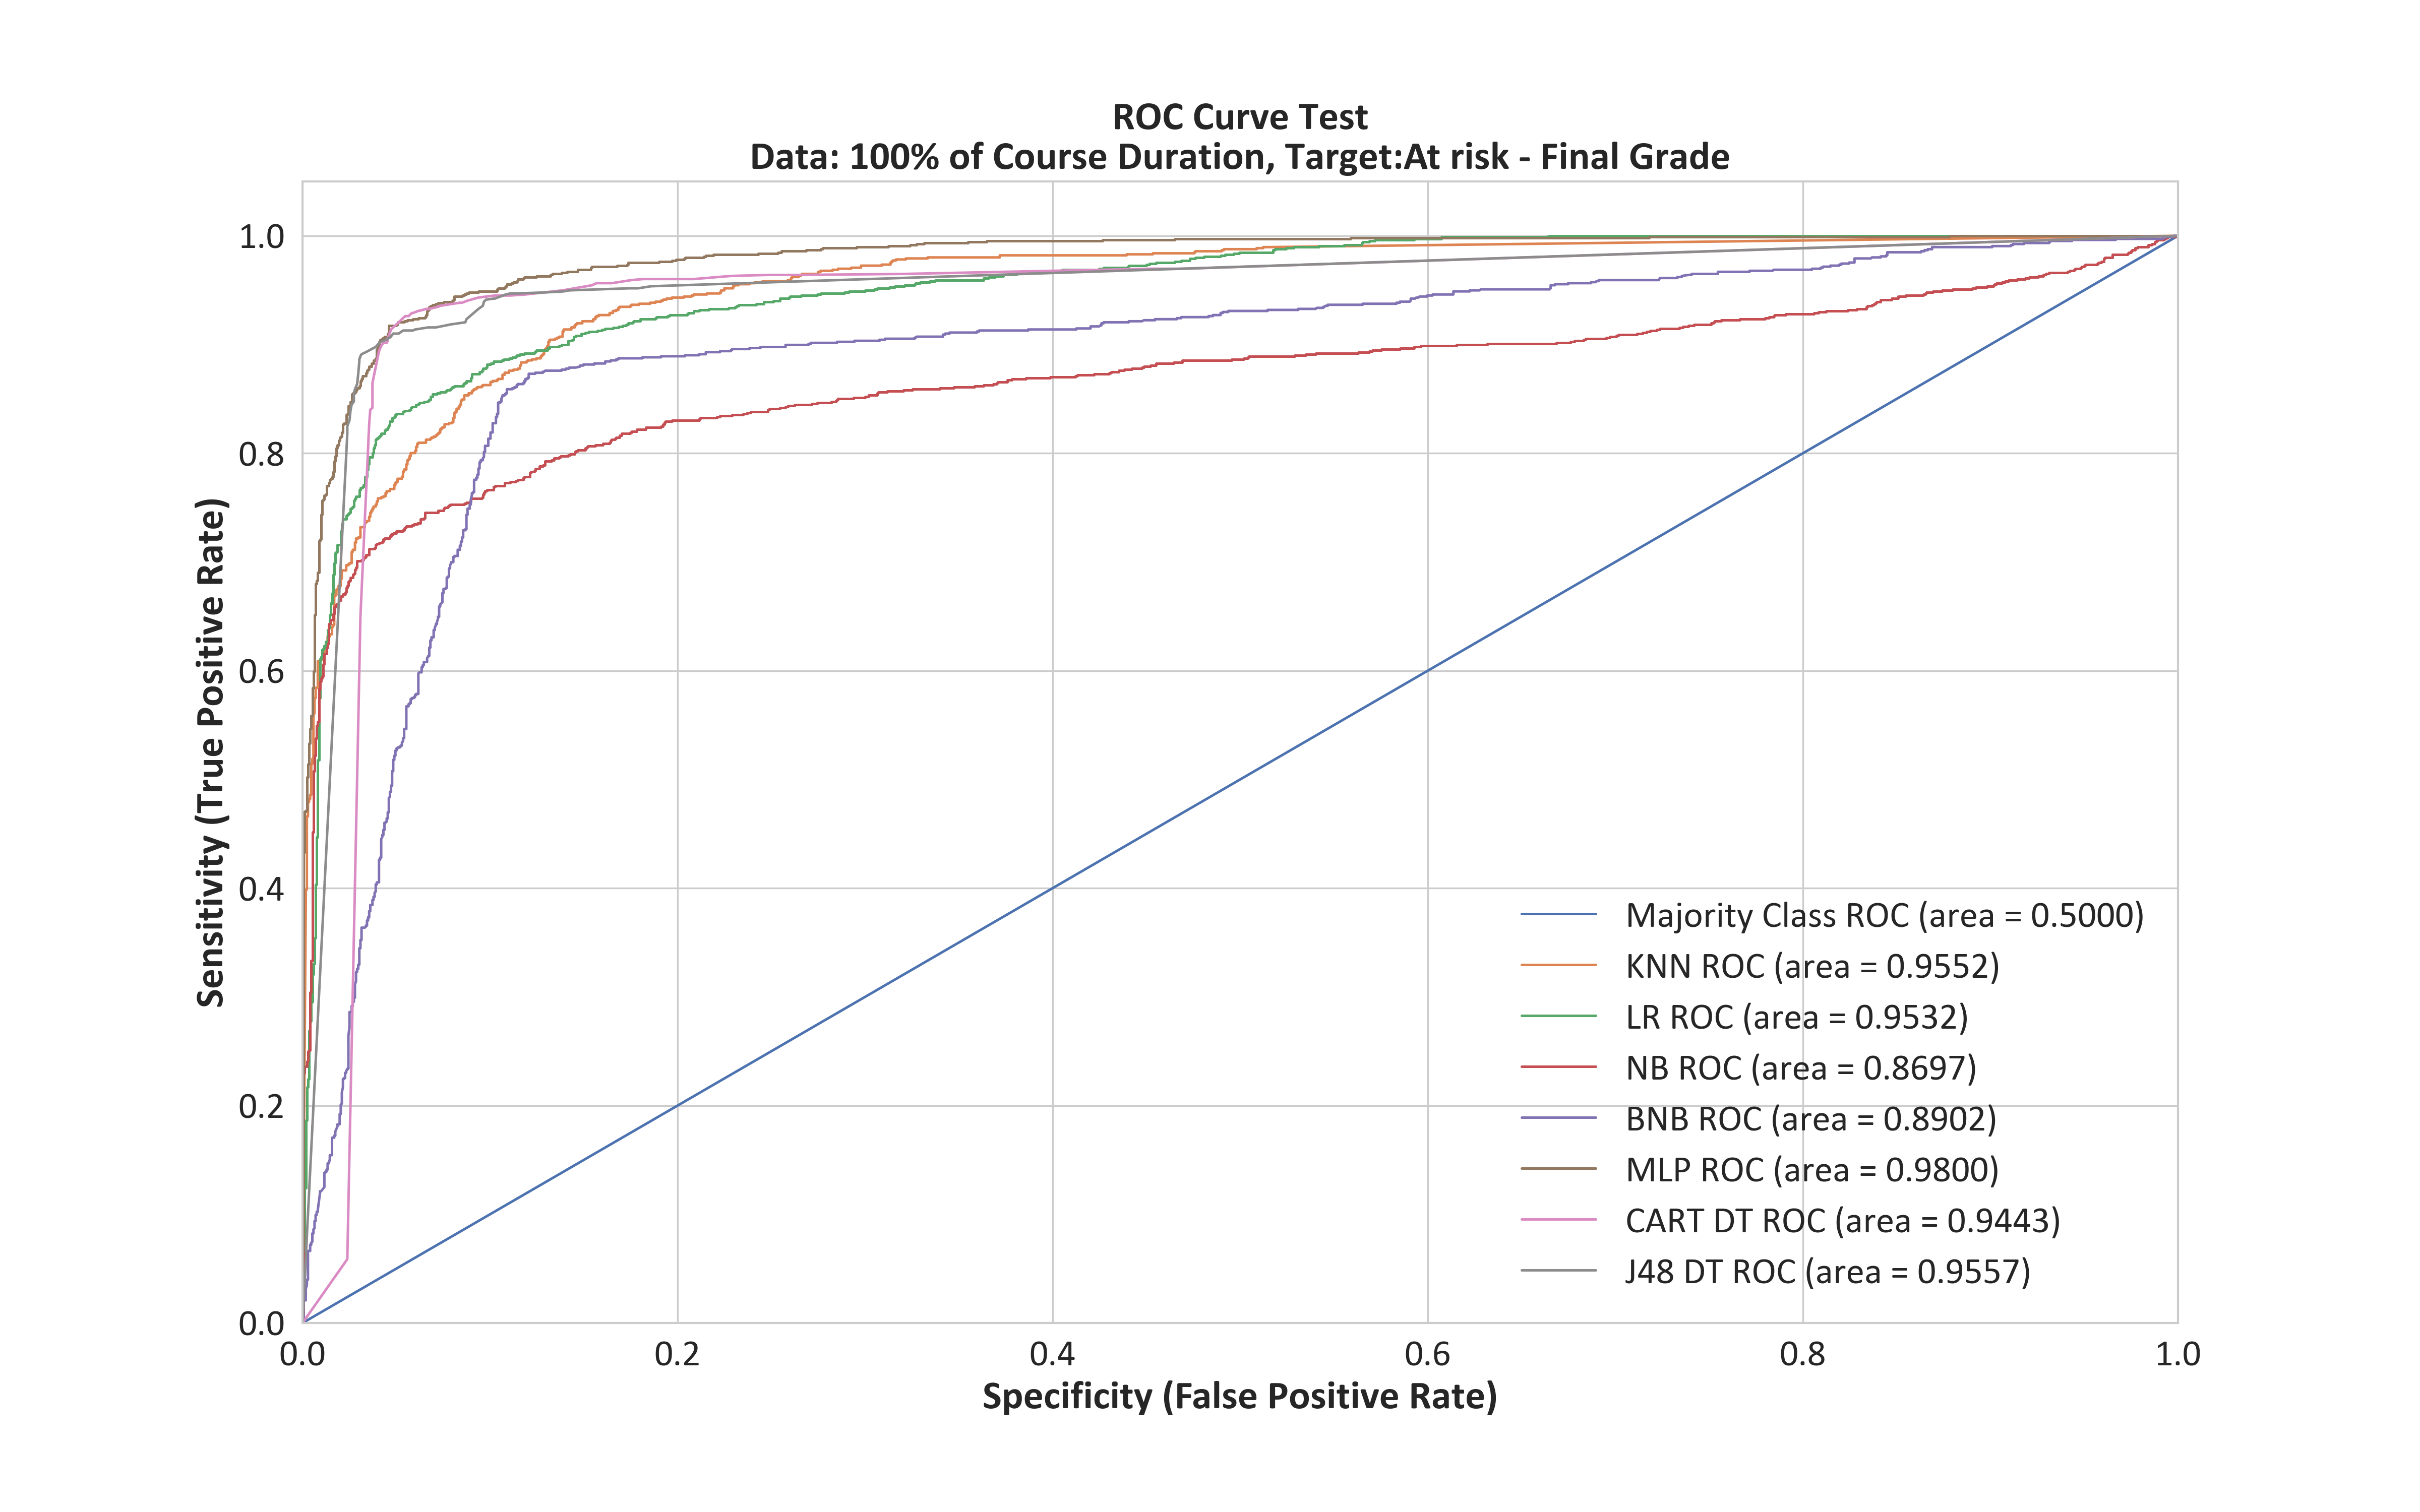 ROC Curve Test
Data: 100% of Course Duration, Target:At risk - Final Grade
Sensitivity (True Positive Rate)
1.0
0.8
0.6
0.4
0.2
0.0
Majority Class ROC (area = 0.5000)
KNN ROC (area = 0.9552)
LR ROC (area = 0.9532)
NB ROC (area = 0.8697)
BNB ROC (area = 0.8902)
MLP ROC (area = 0.9800)
CART DT ROC (area = 0.9443)
J48 DT ROC (area = 0.9557)
0.0 0.2 0.4 0.6 0.8 1.0
Specificity (False Positive Rate)